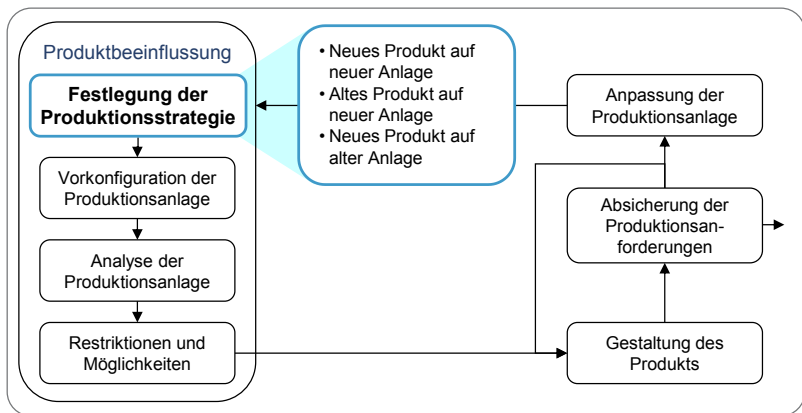 Produktbeeinflussung
Festlegung der
Produktionsstrategie
Vorkonfiguration der
Produktionsanlage
Analyse der
Produktionsanlage
Restriktionen und
Möglichkeiten
• Neues Produkt auf
neuer Anlage
• Altes Produkt auf
neuer Anlage
• Neues Produkt auf
alter Anlage
Anpassung der
Produktionsanlage
Absicherung der
Produktionsan-
forderungen
Gestaltung des
Produkts